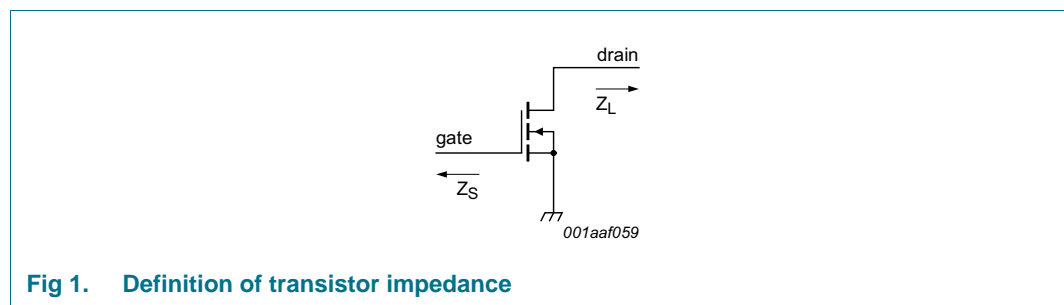 drain
Z_L
gate
Z_S
001aaf059
Fig 1. Definition of transistor impedance